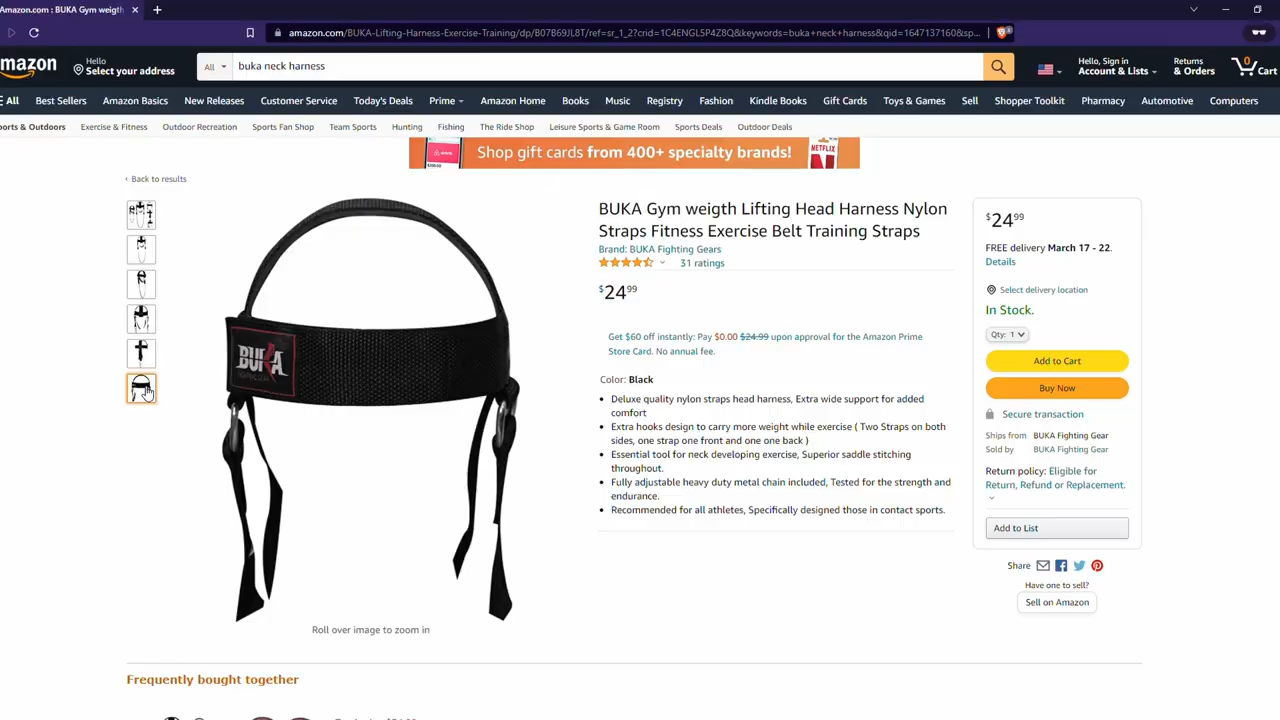 Amazon.com : BUKA Gym weigth
amazon.com/BUKA-Lifting-Harness-Exercise-Training/dp/B07B69JL8T/ref=sr_1_2?crid=1C4ENGL5P4Z8Q&keywords=buka+neck+harness&qid=1647137160&sp...
mazon
Hello
Select your address
All
buka neck harness
Hello, Sign in
Account & Lists
Returns
& Orders
0
Cart
All
Best Sellers
Amazon Basics
New Releases
Customer Service
Today's Deals
Prime
Amazon Home
Books
Music
Registry
Fashion
Kindle Books
Gift Cards
Toys & Games
Sell
Shopper Toolkit
Pharmacy
Automotive
Computers
orts & Outdoors
Exercise & Fitness
Outdoor Recreation
Sports Fan Shop
Team Sports
Hunting
Fishing
The Ride Shop
Leisure Sports & Game Room
Sports Deals
Outdoor Deals
Shop gift cards from 400+ specialty brands!
NETFLIX
‹ Back to results
BUKA
Roll over image to zoom in
BUKA Gym weigth Lifting Head Harness Nylon
Straps Fitness Exercise Belt Training Straps
Brand: BUKA Fighting Gears
31 ratings
$2499
Get $60 off instantly: Pay $0.00 $24.99 upon approval for the Amazon Prime
Store Card. No annual fee.
Color: Black
• Deluxe quality nylon straps head harness, Extra wide support for added
comfort
• Extra hooks design to carry more weight while exercise ( Two Straps on both
sides, one strap one front and one one back )
• Essential tool for neck developing exercise, Superior saddle stitching
throughout.
• Fully adjustable heavy duty metal chain included, Tested for the strength and
endurance.
• Recommended for all athletes, Specifically designed those in contact sports.
$2499
FREE delivery March 17 - 22.
Details
Select delivery location
In Stock.
Qty: 1
Add to Cart
Buy Now
Secure transaction
Ships from BUKA Fighting Gear
Sold by BUKA Fighting Gear
Return policy: Eligible for
Return, Refund or Replacement.
Add to List
Share
Have one to sell?
Sell on Amazon
Frequently bought together